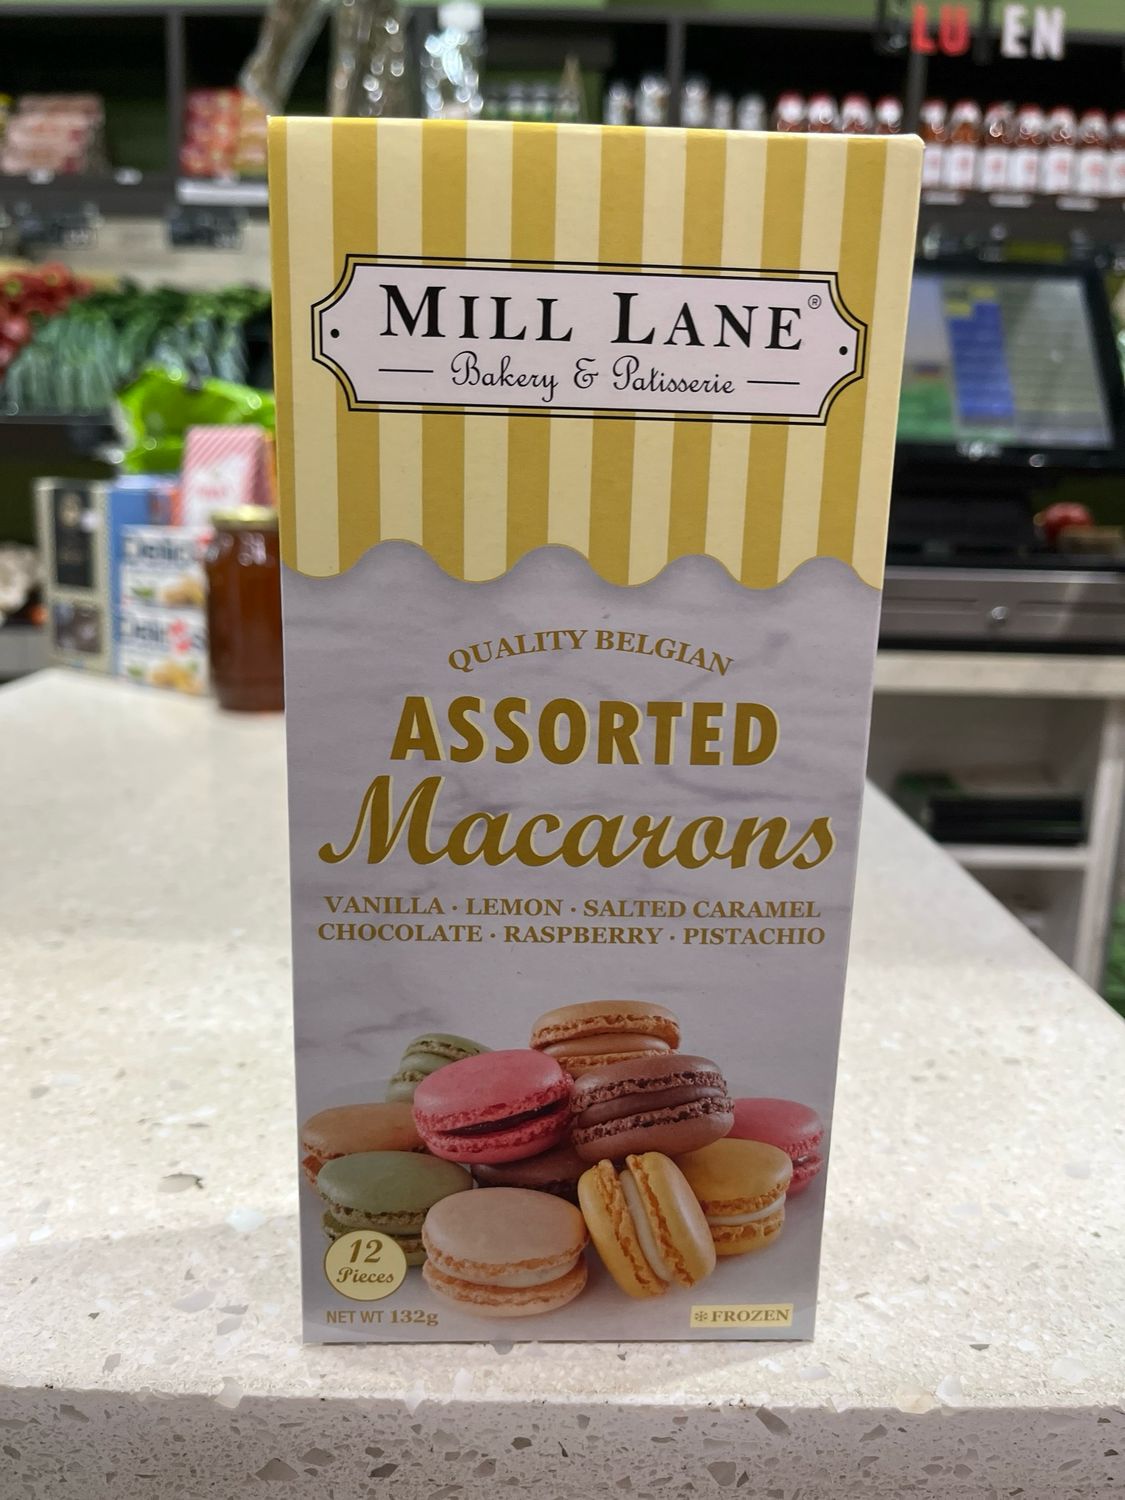 MILL LANE®
Bakery & Patisserie
QUALITY BELGIAN
ASSORTED
Macarons
VANILLA · LEMON · SALTED CARAMEL
CHOCOLATE · RASPBERRY · PISTACHIO
12
Pieces
NET WT 132g
FROZEN